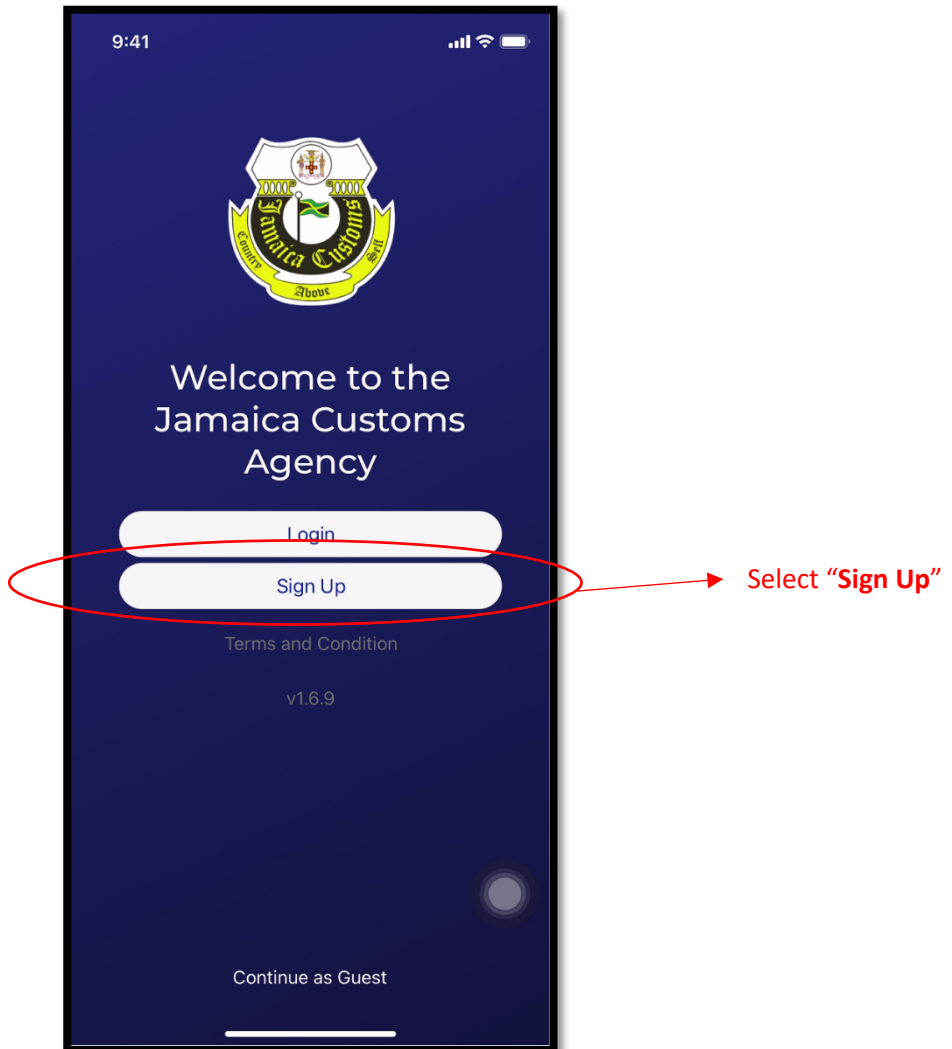 9:41
Jamaica Customs
Country Above Self
Welcome to the
Jamaica Customs
Agency
Login
Sign Up
Select “Sign Up”
Terms and Condition
v1.6.9
Continue as Guest